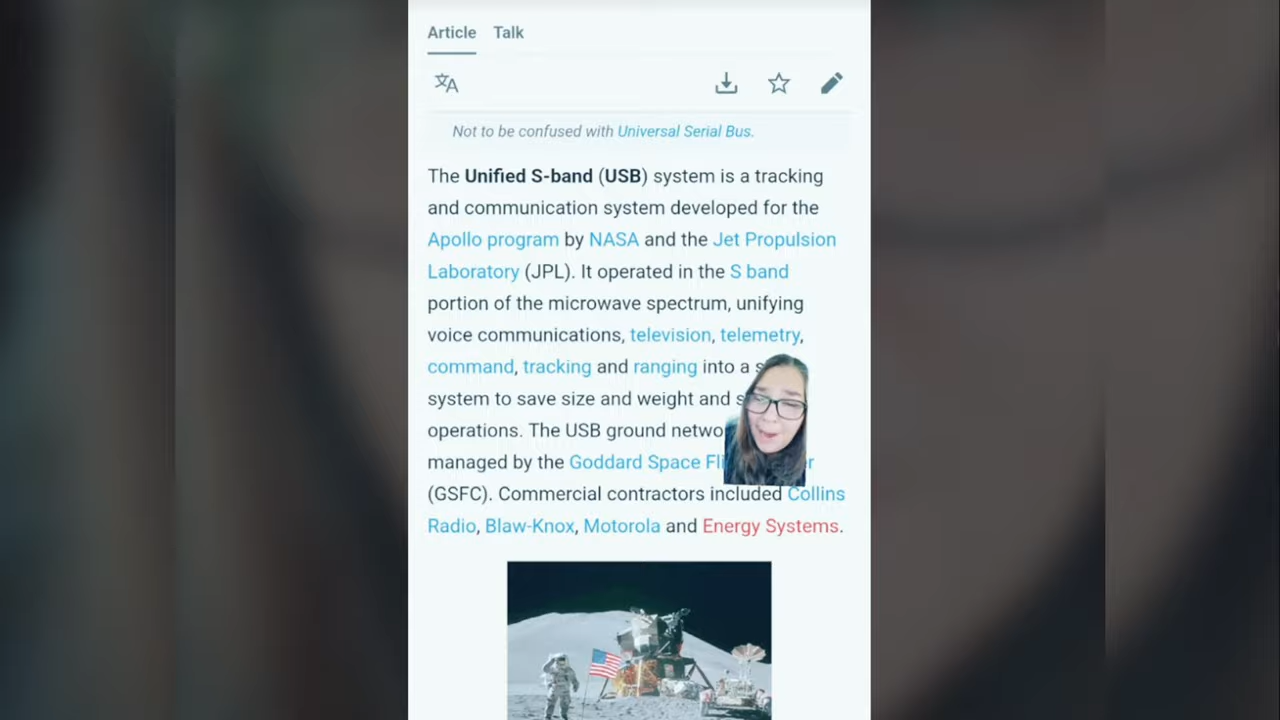 Article Talk
Not to be confused with Universal Serial Bus.
The Unified S-band (USB) system is a tracking
and communication system developed for the
Apollo program by NASA and the Jet Propulsion
Laboratory (JPL). It operated in the S band
portion of the microwave spectrum, unifying
voice communications, television, telemetry,
command, tracking and ranging into a
system to save size and weight and
operations. The USB ground
managed by the Goddard Space
(GSFC). Commercial contractors included Collins
Radio, Blaw-Knox, Motorola and Energy Systems.